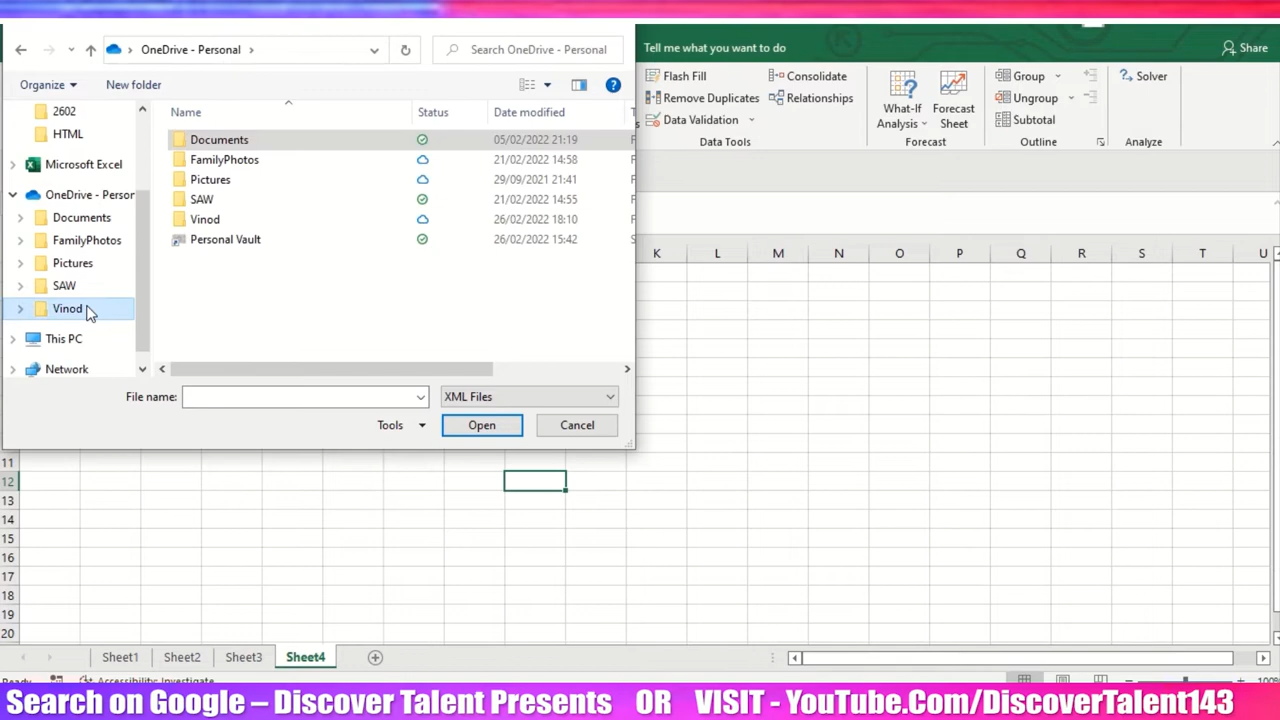 OneDrive - Personal
Search OneDrive - Personal
Tell me what you want to do
Share
Organize
New folder
Flash Fill
Consolidate
Remove Duplicates
Relationships
Data Validation
Data Tools
What-If
Analysis
Forecast
Sheet
Forecast
Group
Ungroup
Subtotal
Outline
Solver
Analyze
2602
HTML
Microsoft Excel
OneDrive - Person
Documents
FamilyPhotos
Pictures
SAW
Vinod
This PC
Network
Name Status Date modified
Documents 05/02/2022 21:19
FamilyPhotos 21/02/2022 14:58
Pictures 29/09/2021 21:41
SAW 21/02/2022 14:55
Vinod 26/02/2022 18:10
Personal Vault 26/02/2022 15:42
File name:
XML Files
Tools
Open
Cancel
K L M N O P Q R S T U
11
12
13
14
15
16
17
18
19
20
Sheet1 Sheet2 Sheet3 Sheet4
Ready
Accessibility: Investigate
100%
Search on Google – Discover Talent Presents OR VISIT - YouTube.Com/DiscoverTalent143